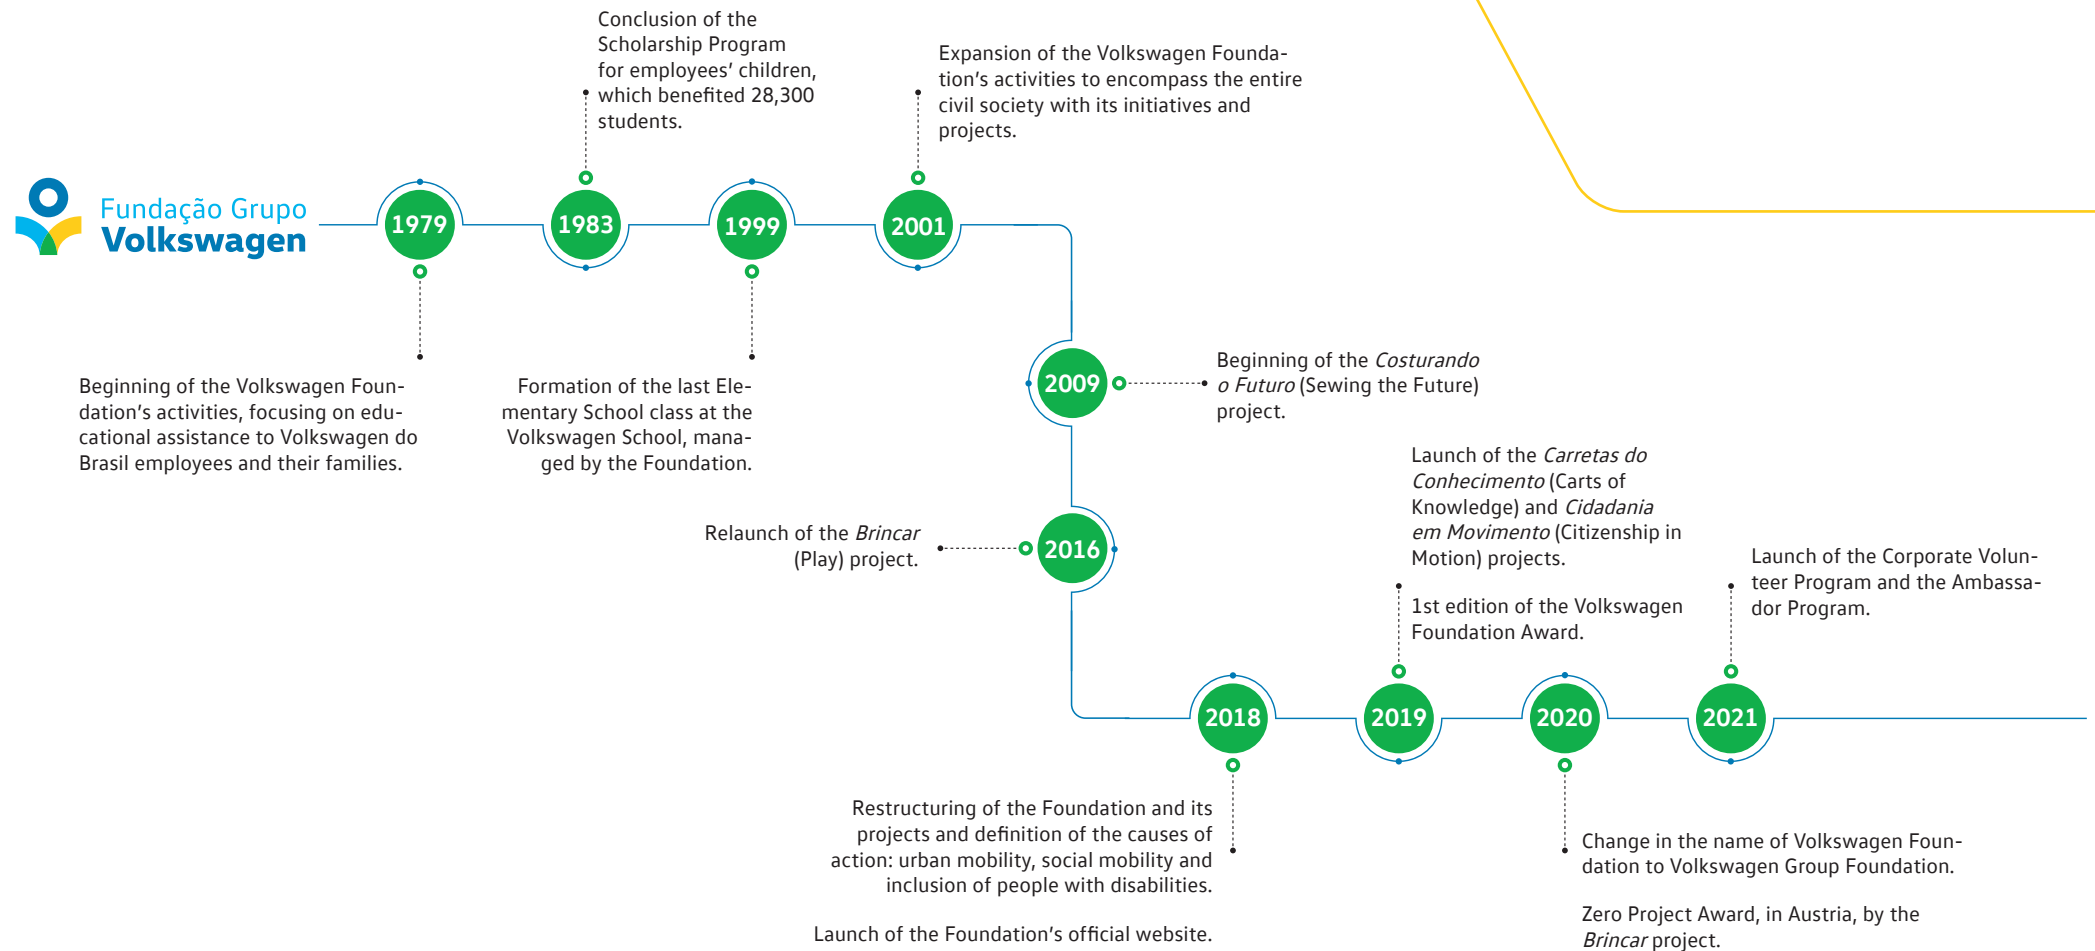 Fundação Grupo
Volkswagen
1979
Beginning of the Volkswagen Foun-
dation's activities, focusing on edu-
cational assistance to Volkswagen do
Brasil employees and their families.
Conclusion of the
Scholarship Program
for employees' children,
which benefited 28,300
students.
1983
1999
Formation of the last Ele-
mentary School class at the
Volkswagen School, mana-
ged by the Foundation.
Expansion of the Volkswagen Founda-
tion's activities to encompass the entire
civil society with its initiatives and
projects.
2001
2009
Beginning of the Costurando
o Futuro (Sewing the Future)
project.
Relaunch of the Brincar
(Play) project.
2016
2018
Restructuring of the Foundation and its
projects and definition of the causes of
action: urban mobility, social mobility and
inclusion of people with disabilities.
Launch of the Foundation's official website.
Launch of the Carretas do
Conhecimento (Carts of
Knowledge) and Cidadania
em Movimento (Citizenship in
Motion) projects.
1st edition of the Volkswagen
Foundation Award.
2019
2020
Change in the name of Volkswagen Foun-
dation to Volkswagen Group Foundation.
Zero Project Award, in Austria, by the
Brincar project.
Launch of the Corporate Volun-
teer Program and the Ambassa-
dor Program.
2021